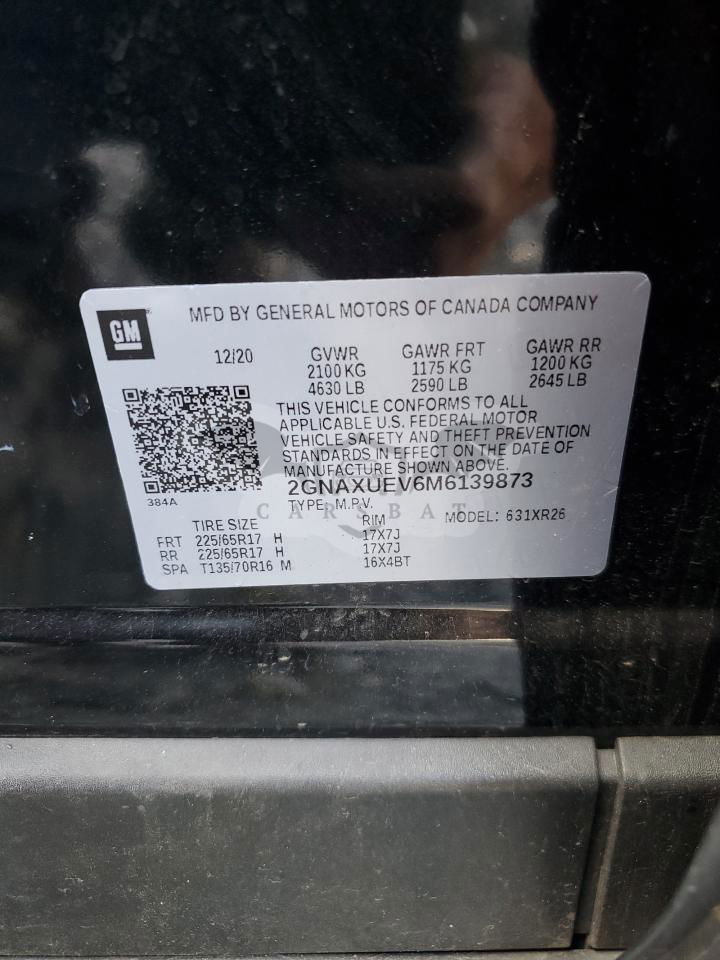 MFD BY GENERAL MOTORS OF CANADA COMPANY
GM
12/20 GVWR GAWR FRT GAWR RR
2100 KG 1175 KG 1200 KG
4630 LB 2590 LB 2645 LB
THIS VEHICLE CONFORMS TO ALL
APPLICABLE U.S. FEDERAL MOTOR
VEHICLE SAFETY AND THEFT PREVENTION
STANDARDS IN EFFECT ON THE DATE OF
MANUFACTURE SHOWN ABOVE.
384A
2GNAXUEV6M6139873
TYPE: M.P.V. MODEL: 631XR26
CARSBAT
TIRE SIZE RIM
FRT 225/65R17 H 17X7J
RR 225/65R17 H 17X7J
SPA T135/70R16 M 16X4BT